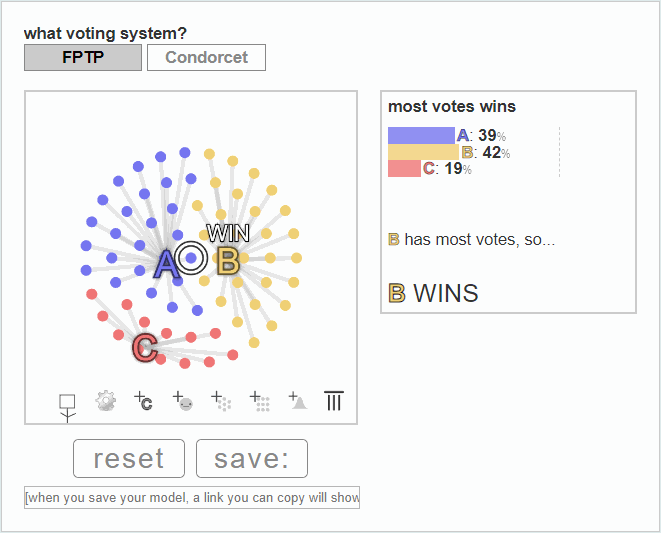 what voting system?
FPTP Condorcet
most votes wins
A: 39%
B: 42%
C: 19%
WIN
A B
B has most votes, so...
B WINS
C
+C + + + +
reset save:
[when you save your model, a link you can copy will show